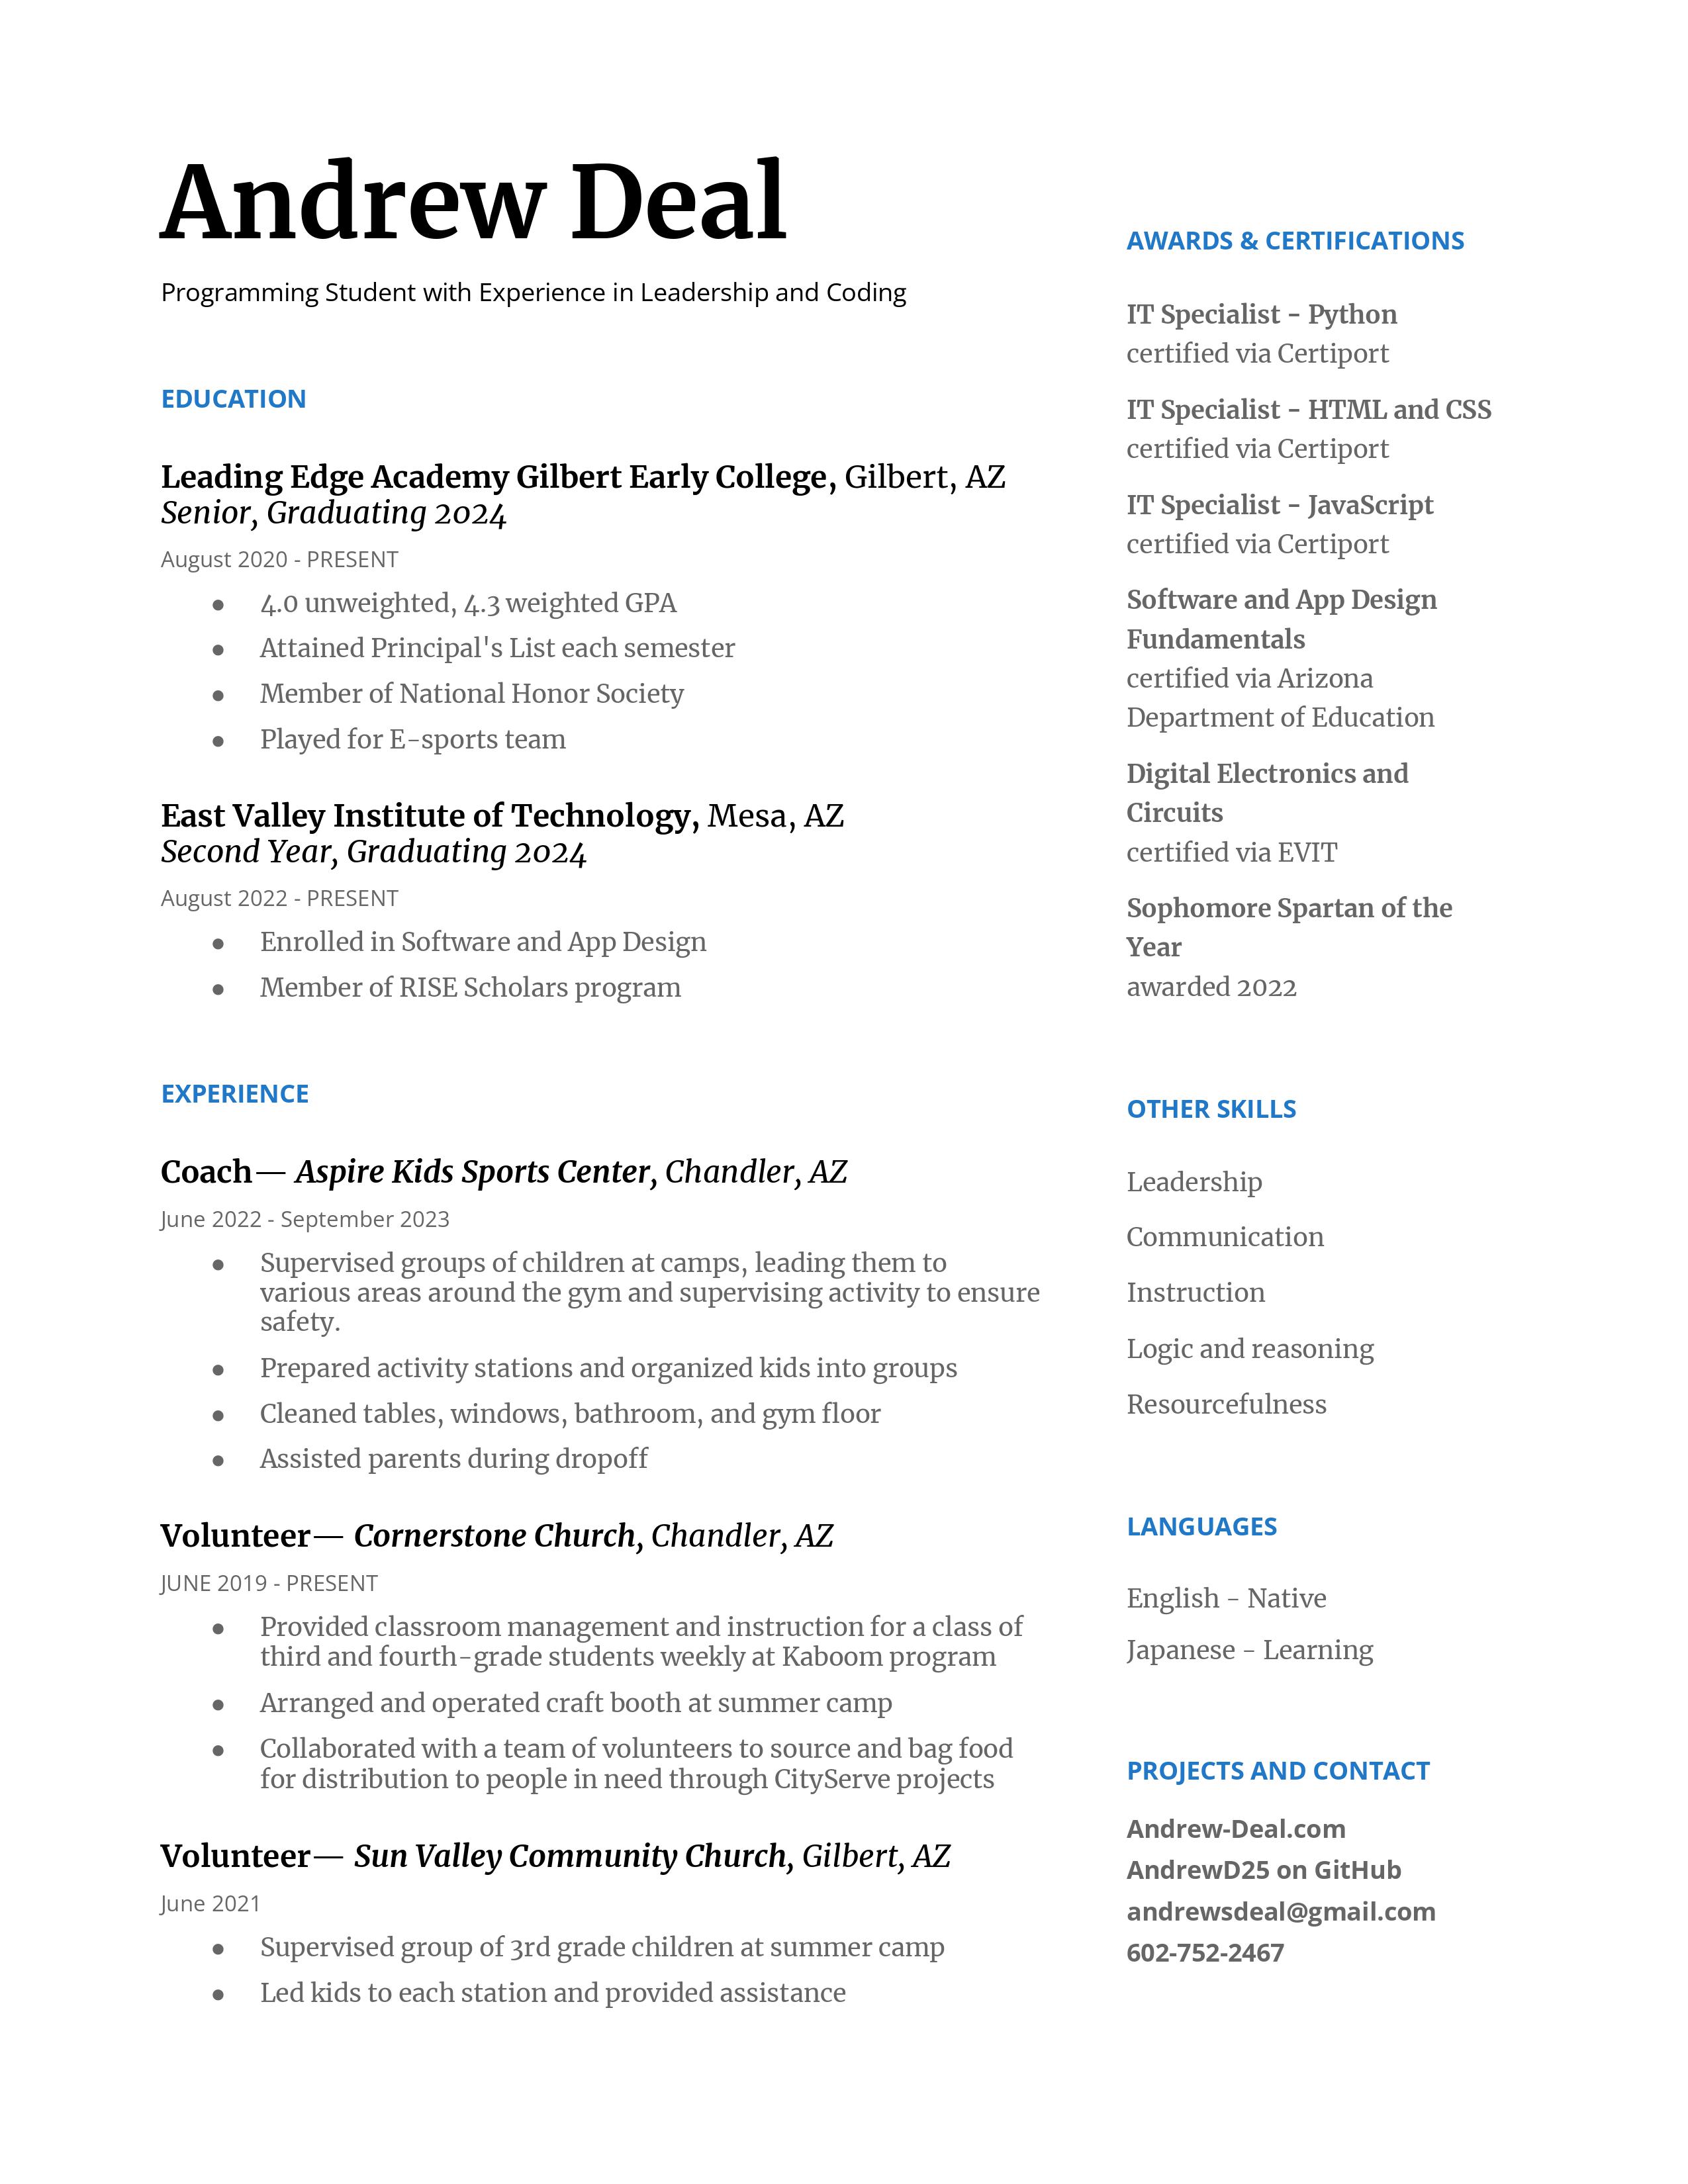 Andrew Deal
Programming Student with Experience in Leadership and Coding
EDUCATION
Leading Edge Academy Gilbert Early College, Gilbert, AZ
Senior, Graduating 2024
August 2020 - PRESENT
● 4.0 unweighted, 4.3 weighted GPA
● Attained Principal's List each semester
● Member of National Honor Society
● Played for E-sports team
East Valley Institute of Technology, Mesa, AZ
Second Year, Graduating 2024
August 2022 - PRESENT
● Enrolled in Software and App Design
● Member of RISE Scholars program
EXPERIENCE
Coach— Aspire Kids Sports Center, Chandler, AZ
June 2022 - September 2023
● Supervised groups of children at camps, leading them to
various areas around the gym and supervising activity to ensure
safety.
● Prepared activity stations and organized kids into groups
● Cleaned tables, windows, bathroom, and gym floor
● Assisted parents during dropoff
Volunteer— Cornerstone Church, Chandler, AZ
JUNE 2019 - PRESENT
● Provided classroom management and instruction for a class of
third and fourth-grade students weekly at Kaboom program
● Arranged and operated craft booth at summer camp
● Collaborated with a team of volunteers to source and bag food
for distribution to people in need through CityServe projects
Volunteer— Sun Valley Community Church, Gilbert, AZ
June 2021
● Supervised group of 3rd grade children at summer camp
● Led kids to each station and provided assistance
AWARDS & CERTIFICATIONS
IT Specialist - Python
certified via Certiport
IT Specialist - HTML and CSS
certified via Certiport
IT Specialist - JavaScript
certified via Certiport
Software and App Design
Fundamentals
certified via Arizona
Department of Education
Digital Electronics and
Circuits
certified via EVIT
Sophomore Spartan of the
Year
awarded 2022
OTHER SKILLS
Leadership
Communication
Instruction
Logic and reasoning
Resourcefulness
LANGUAGES
English - Native
Japanese - Learning
PROJECTS AND CONTACT
Andrew-Deal.com
AndrewD25 on GitHub
andrewsdeal@gmail.com
602-752-2467